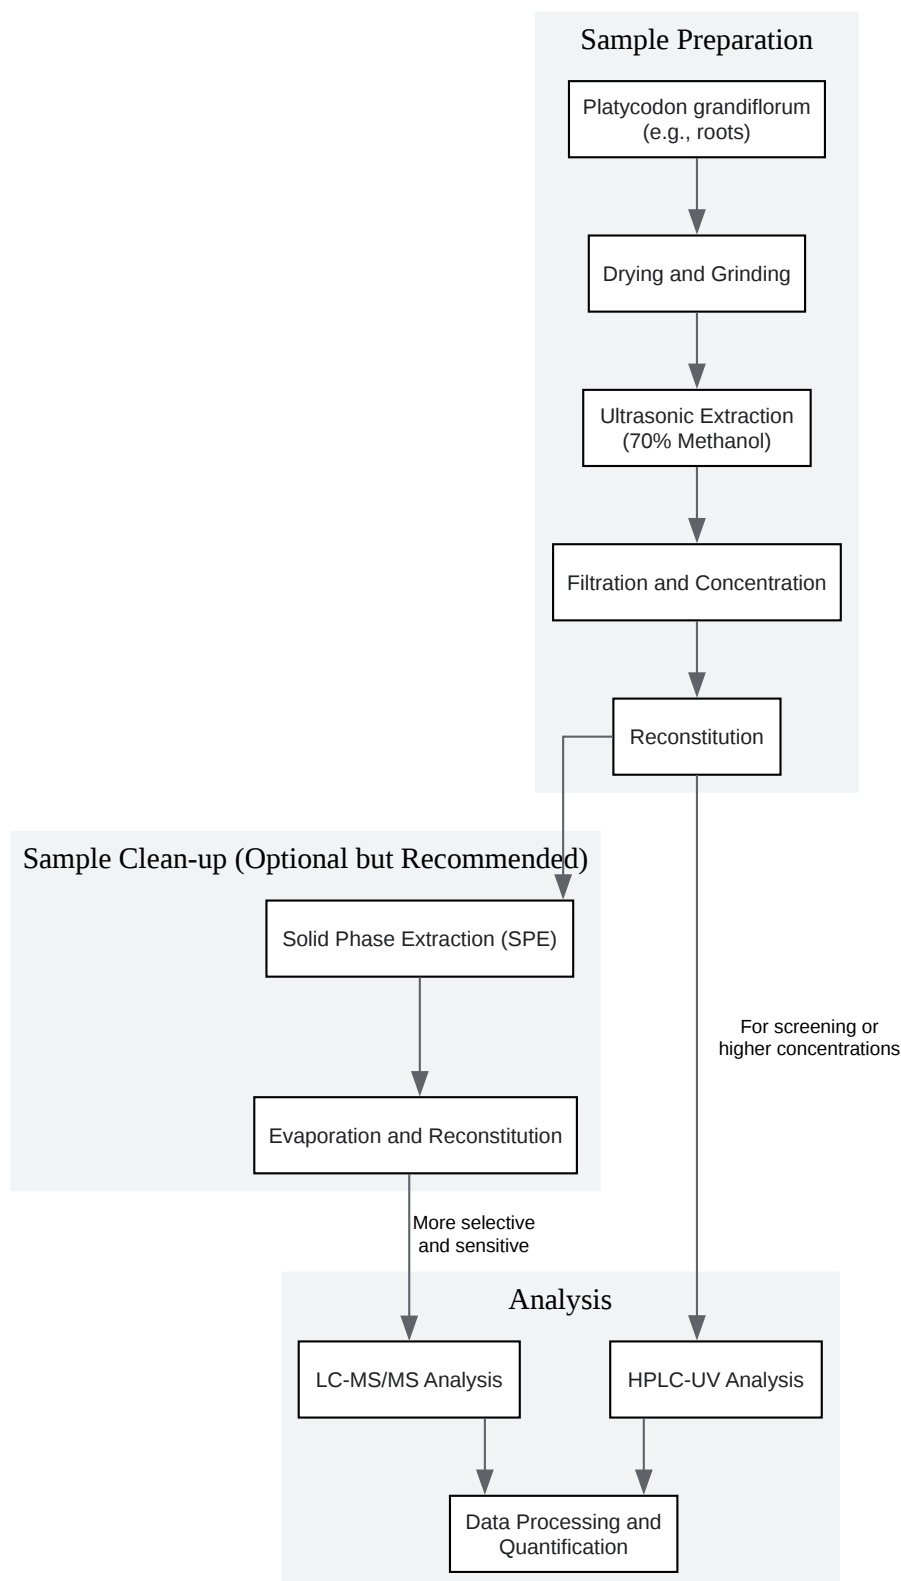 Sample Preparation
Platycodon grandiflorum
(e.g., roots)
Drying and Grinding
Ultrasonic Extraction
(70% Methanol)
Filtration and Concentration
Reconstitution
Sample Clean-up (Optional but Recommended)
Solid Phase Extraction (SPE)
For screening or
higher concentrations
Evaporation and Reconstitution
More selective
and sensitive
Analysis
LC-MS/MS Analysis
HPLC-UV Analysis
Data Processing and
Quantification